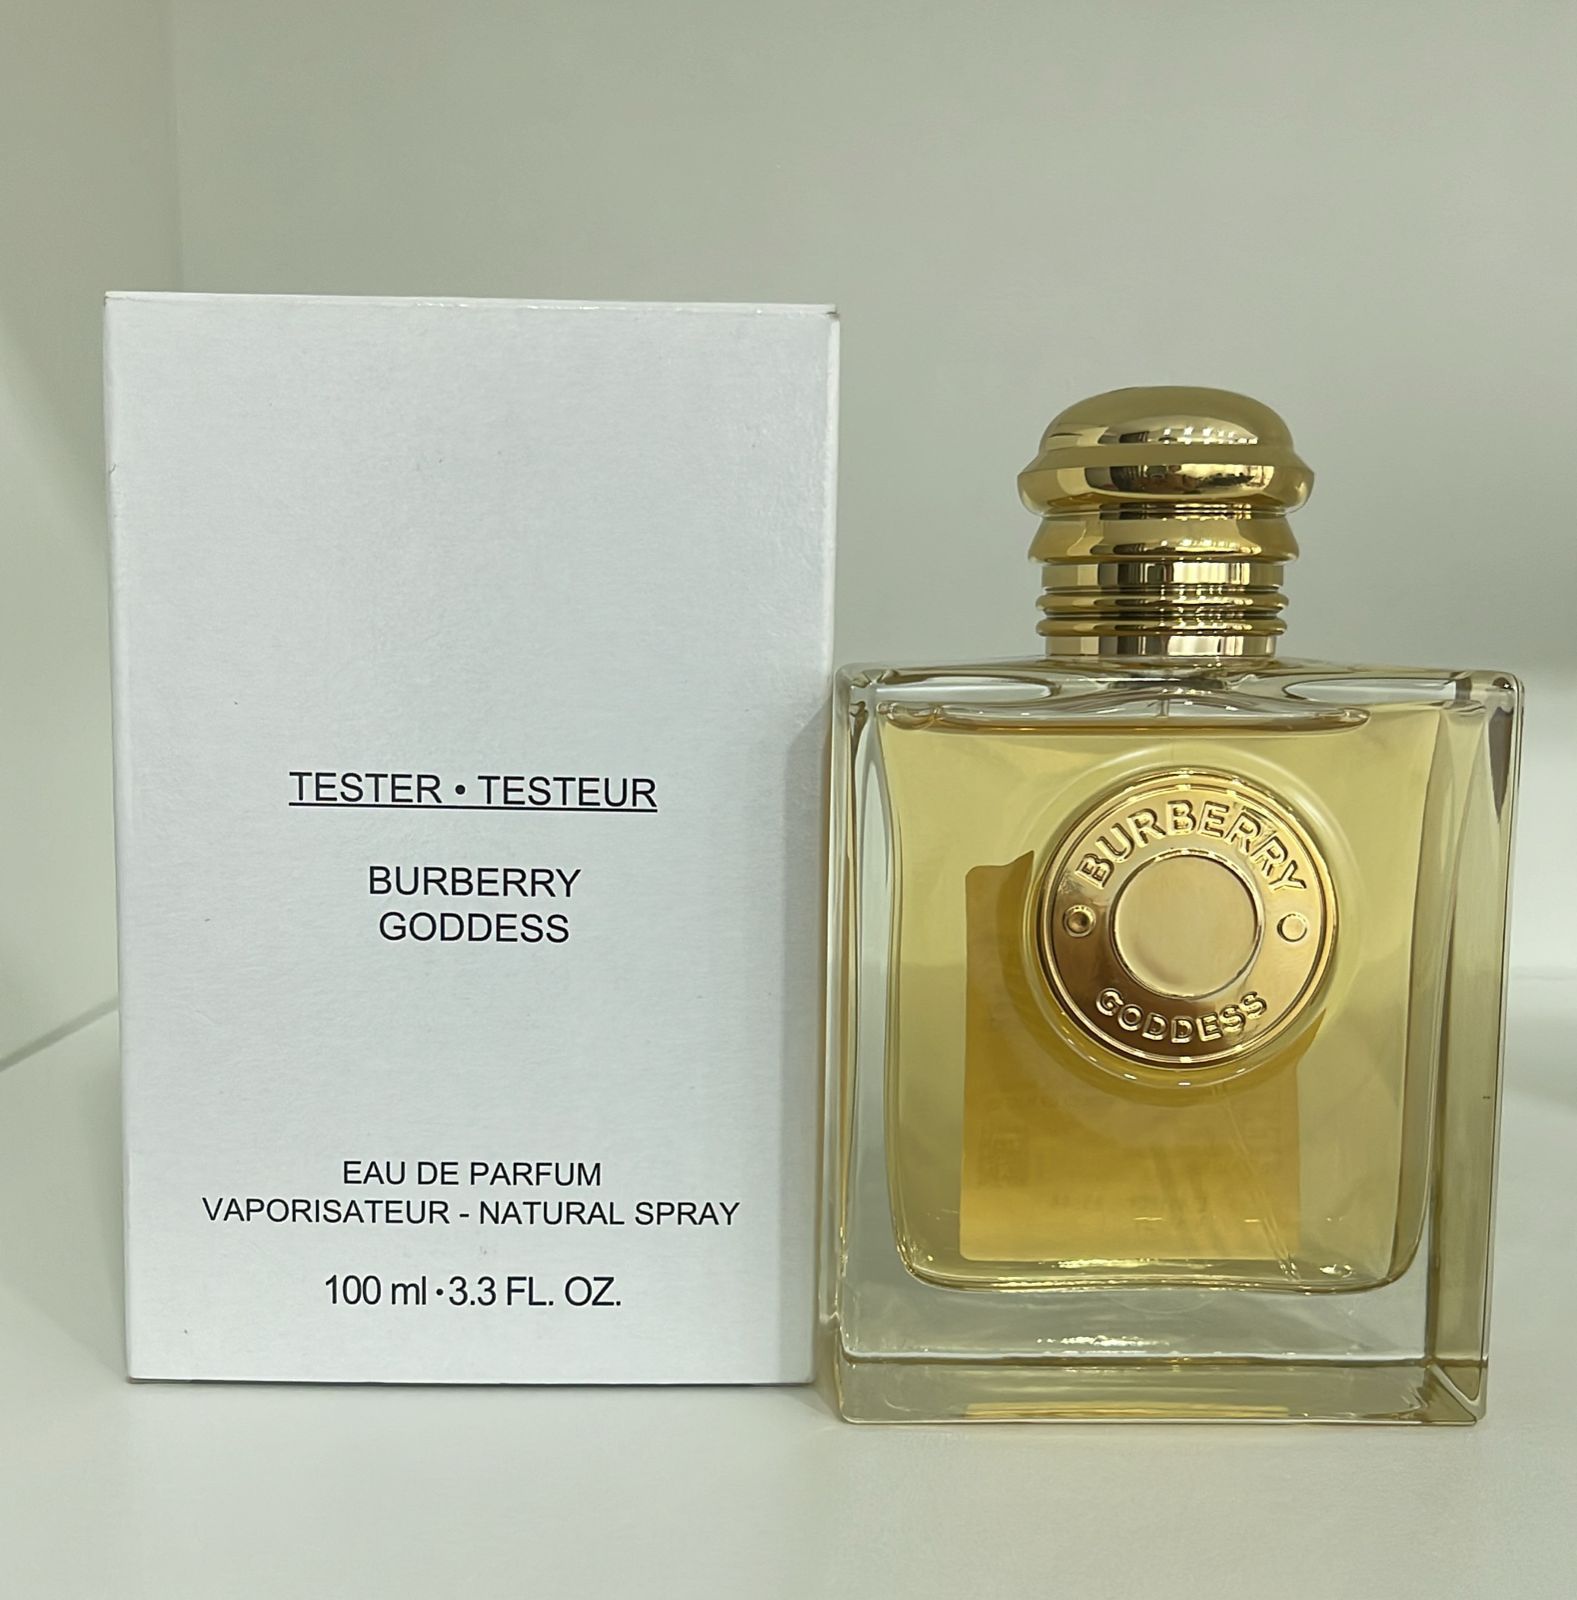 TESTER • TESTEUR
BURBERRY
GODDESS
EAU DE PARFUM
VAPORISATEUR - NATURAL SPRAY
100 ml • 3.3 FL. OZ.
BURBERRY
GODDESS